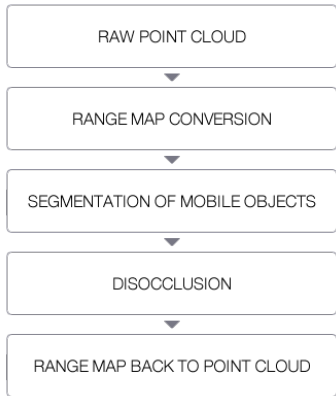 RAW POINT CLOUD
RANGE MAP CONVERSION
SEGMENTATION OF MOBILE OBJECTS
DISOCCLUSION
RANGE MAP BACK TO POINT CLOUD